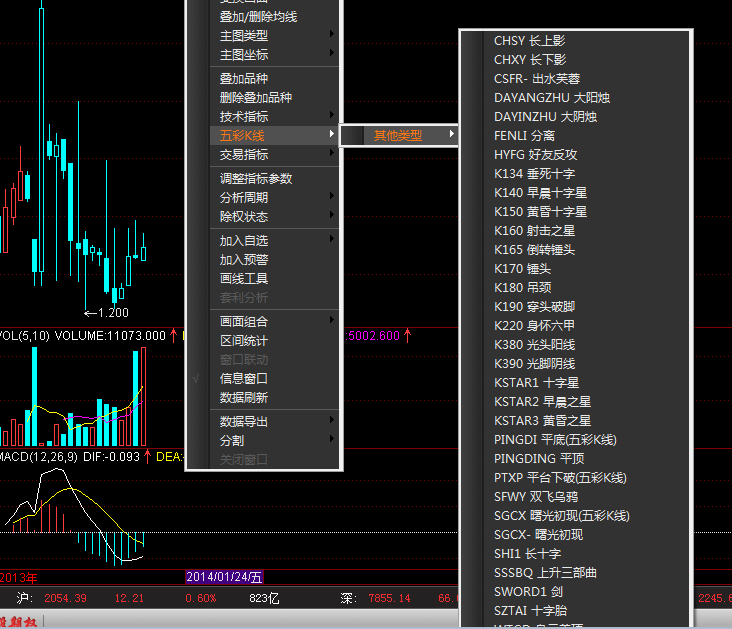 叠加/删除均线
主图类型
主图坐标
叠加品种
删除叠加品种
技术指标
五彩K线
交易指标
调整指标参数
分析周期
除权状态
加入自选
加入预警
画线工具
套利分析
画面组合
区间统计
窗口联动
√ 信息窗口
数据刷新
数据导出
分割
关闭窗口
其他类型
CHSY 长上影
CHXY 长下影
CSFR- 出水芙蓉
DAYANGZHU 大阳烛
DAYINZHU 大阴烛
FENLI 分离
HYFG 好友反攻
K134 垂死十字
K140 早晨十字星
K150 黄昏十字星
K160 射击之星
K165 倒转锤头
K170 锤头
K180 吊颈
K190 穿头破脚
K220 身怀六甲
K380 光头阳线
K390 光脚阴线
KSTAR1 十字星
KSTAR2 早晨之星
KSTAR3 黄昏之星
PINGDI 平底(五彩K线)
PINGDING 平顶
PTXP 平台下破(五彩K线)
SFWY 双飞乌鸦
SGCX 曙光初现(五彩K线)
SGCX- 曙光初现
SHI1 长十字
SSSBQ 上升三部曲
SWORD1 剑
SZTAI 十字胎
←1.200
VOL(5,10) VOLUME:11073.000↑ :5002.600↑
MACD(12,26,9) DIF:-0.093↑ DEA:
2013年 2014/01/24/五
沪: 2054.39 12.21 0.60% 823亿 深: 7855.14 66. 2245.6